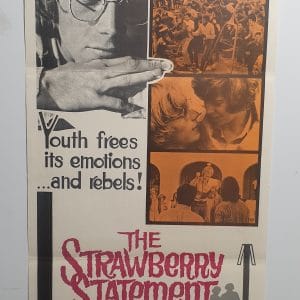 Youth frees
its emotions
...and rebels!
THE
STRAWBERRY
STATEMENT